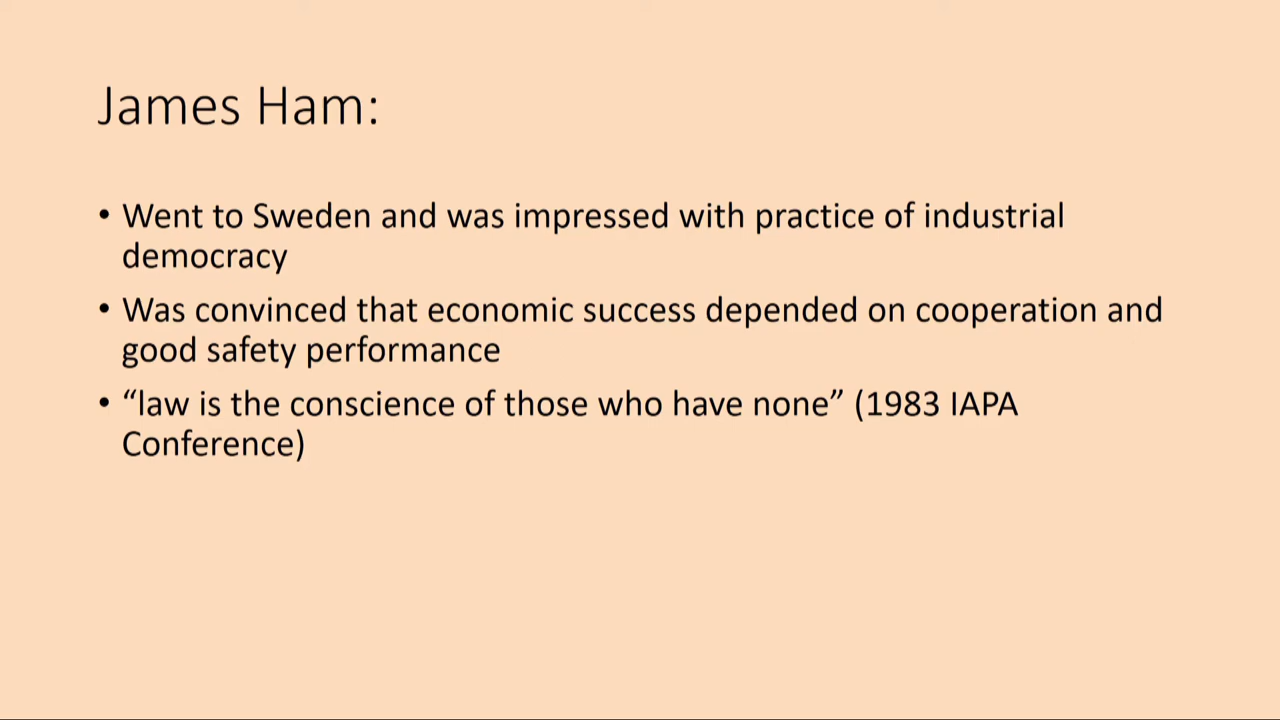 James Ham:
• Went to Sweden and was impressed with practice of industrial
democracy
• Was convinced that economic success depended on cooperation and
good safety performance
• “law is the conscience of those who have none” (1983 IAPA
Conference)